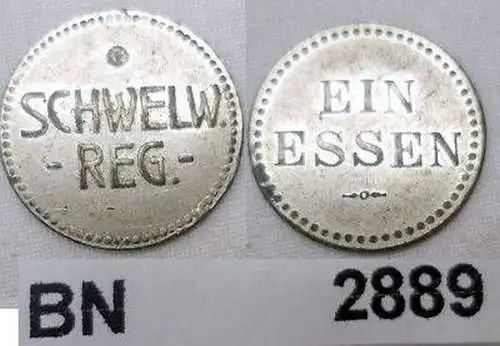 SCHWELW.
- REG.-
EIN
ESSEN
BN 2889